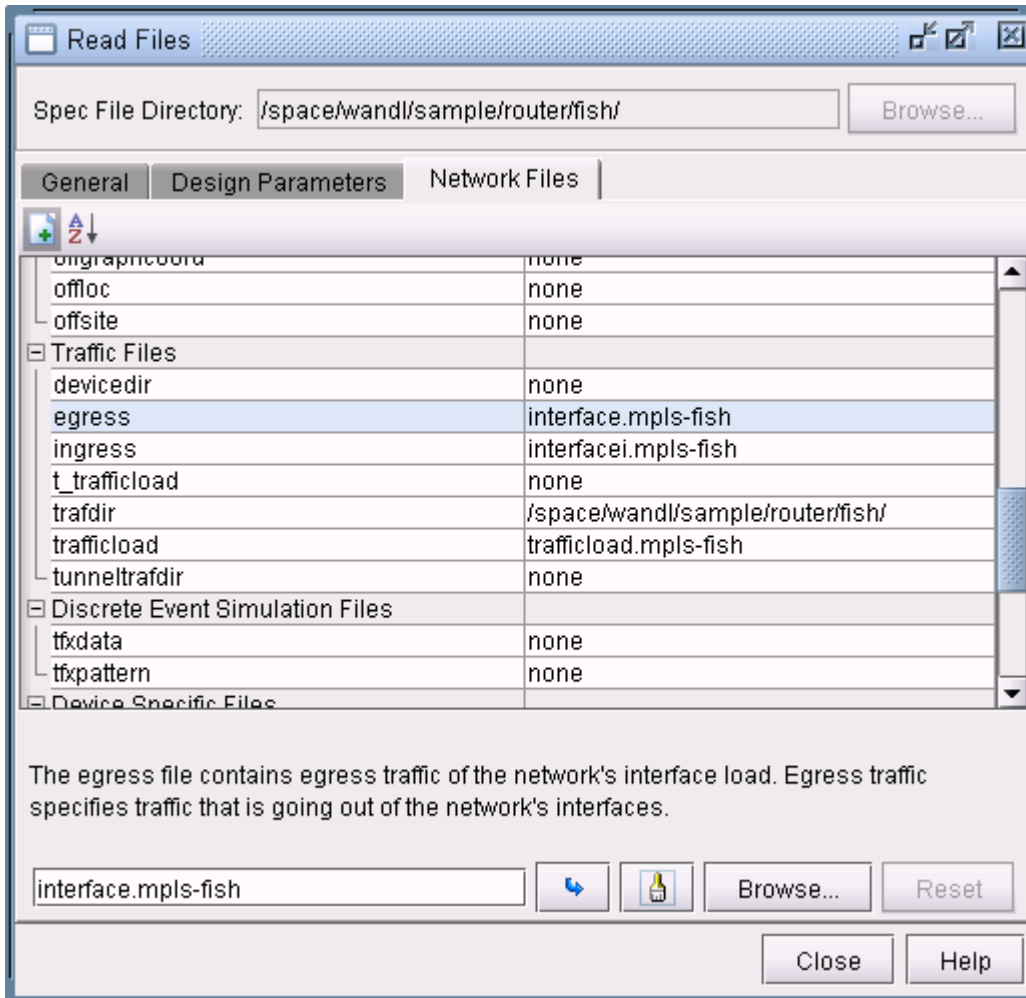 Read Files
Spec File Directory: /space/wandl/sample/router/fish/ Browse...
General Design Parameters Network Files
none
offloc none
offsite none
Traffic Files
devicedir none
egress interface.mpls-fish
ingress interfacei.mpls-fish
t_trafficload none
trafdir /space/wandl/sample/router/fish/
trafficload trafficload.mpls-fish
tunneltrafdir none
Discrete Event Simulation Files
tfxdata none
tfxpattern none
Device Specific Files
The egress file contains egress traffic of the network's interface load. Egress traffic
specifies traffic that is going out of the network's interfaces.
interface.mpls-fish Browse... Reset
Close Help